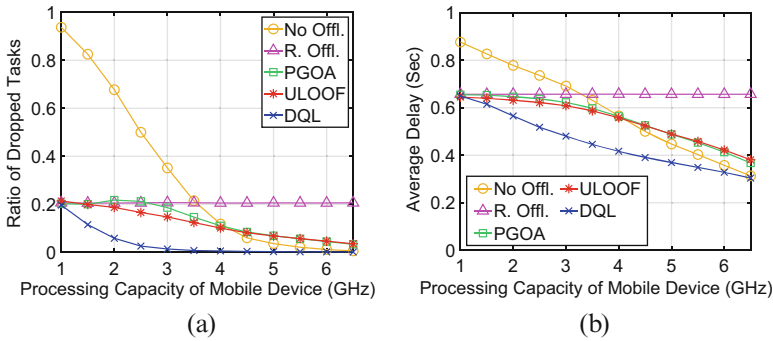 Ratio of Dropped Tasks
1
0.8
0.6
0.4
0.2
0
No Offl.
R. Offl.
PGOA
ULOOF
DQL
1 2 3 4 5 6
Processing Capacity of Mobile Device (GHz)
(a)
Average Delay (Sec)
1
0.8
0.6
0.4
0.2
0
No Offl.
R. Offl.
PGOA
ULOOF
DQL
1 2 3 4 5 6
Processing Capacity of Mobile Device (GHz)
(b)